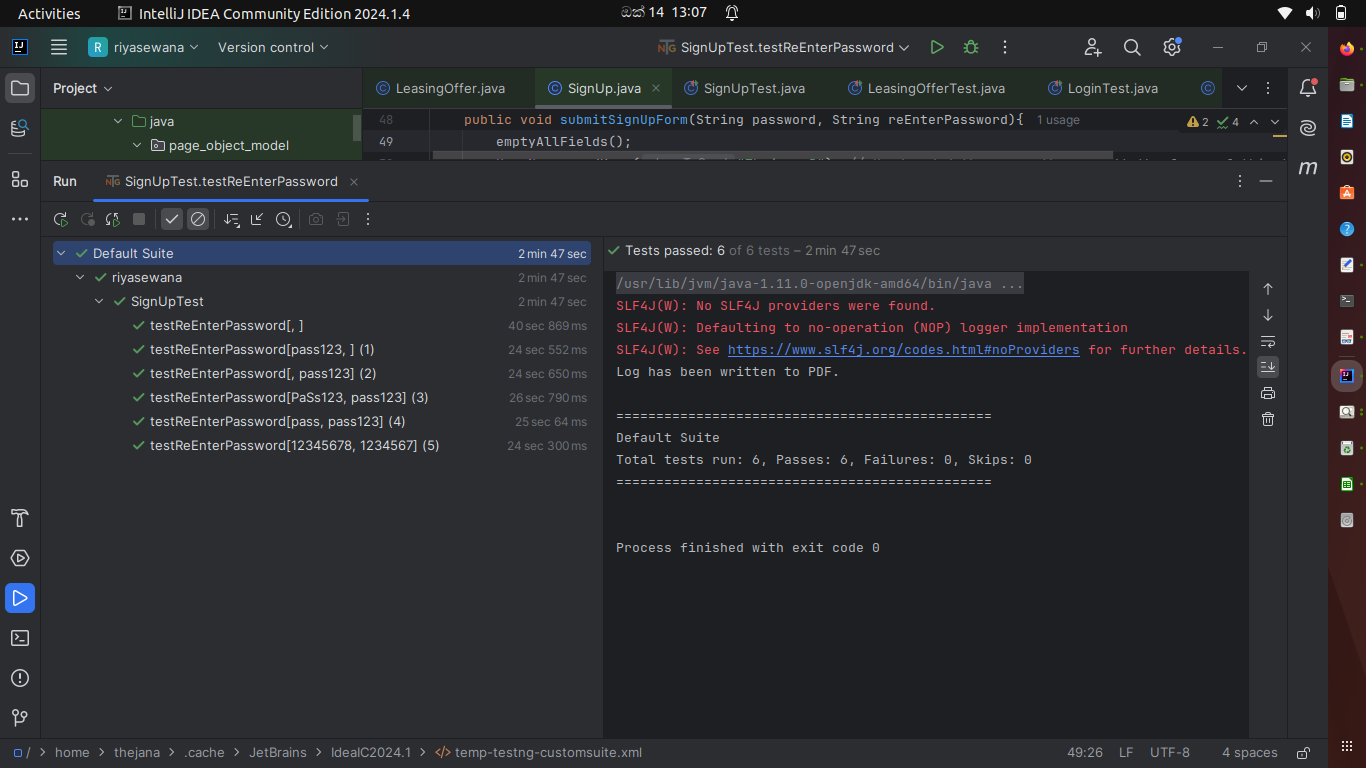 Activities
IntelliJ IDEA Community Edition 2024.1.4
ඔක් 14 13:07
R riyasewana
Version control
SignUpTest.testReEnterPassword
Project
LeasingOffer.java
SignUp.java
SignUpTest.java
LeasingOfferTest.java
LoginTest.java
java
page_object_model
48 public void submitSignUpForm(String password, String reEnterPassword){ 1 usage
49 emptyAllFields();
2 4
Run
SignUpTest.testReEnterPassword
Default Suite 2 min 47 sec
riyasewana 2 min 47 sec
SignUpTest 2 min 47 sec
testReEnterPassword[, ] 40 sec 869 ms
testReEnterPassword[pass123, ] (1) 24 sec 552 ms
testReEnterPassword[, pass123] (2) 24 sec 650 ms
testReEnterPassword[PaSs123, pass123] (3) 26 sec 790 ms
testReEnterPassword[pass, pass123] (4) 25 sec 64 ms
testReEnterPassword[12345678, 1234567] (5) 24 sec 300 ms
Tests passed: 6 of 6 tests – 2 min 47 sec
/usr/lib/jvm/java-1.11.0-openjdk-amd64/bin/java ...
SLF4J(W): No SLF4J providers were found.
SLF4J(W): Defaulting to no-operation (NOP) logger implementation
SLF4J(W): See https://www.slf4j.org/codes.html#noProviders for further details.
Log has been written to PDF.
===============================================
Default Suite
Total tests run: 6, Passes: 6, Failures: 0, Skips: 0
===============================================
Process finished with exit code 0
m
/ > home > thejana > .cache > JetBrains > IdeaIC2024.1 > temp-testng-customsuite.xml
49:26 LF UTF-8 4 spaces